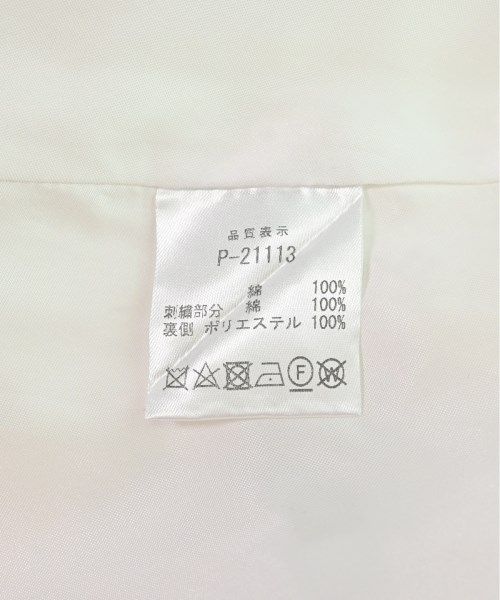 品質表示
P-21113
綿 100%
刺繍部分 綿 100%
裏側 ポリエステル 100%
F W